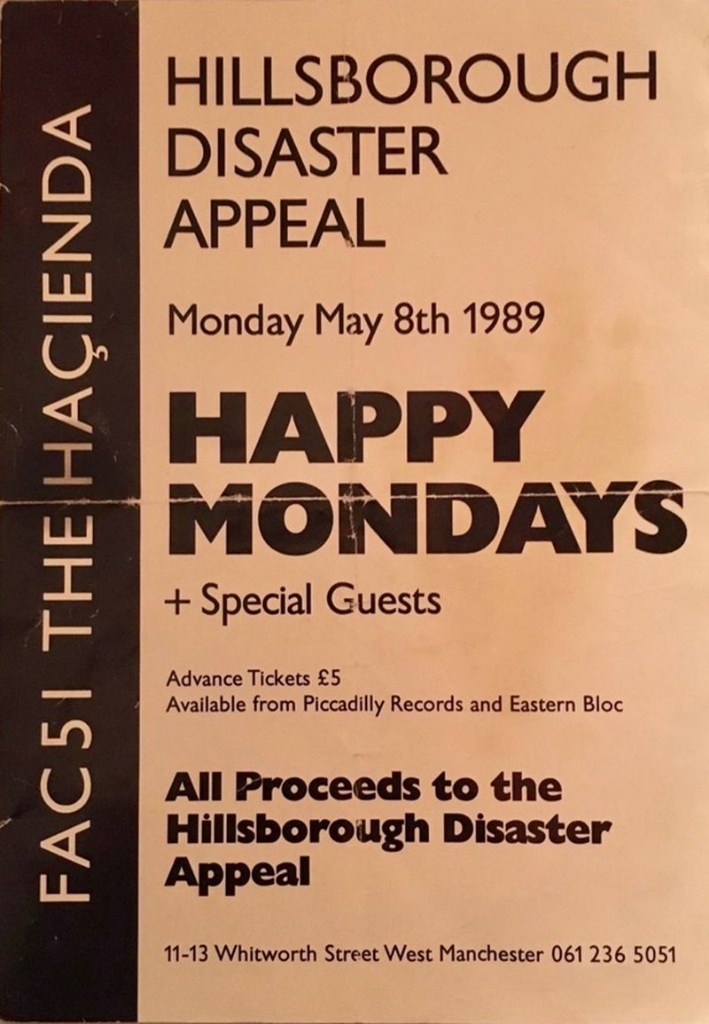 FAC51 THE HAÇIENDA
HILLSBOROUGH
DISASTER
APPEAL
Monday May 8th 1989
HAPPY
MONDAYS
+ Special Guests
Advance Tickets £5
Available from Piccadilly Records and Eastern Bloc
All Proceeds to the
Hillsborough Disaster
Appeal
11-13 Whitworth Street West Manchester 061 236 5051